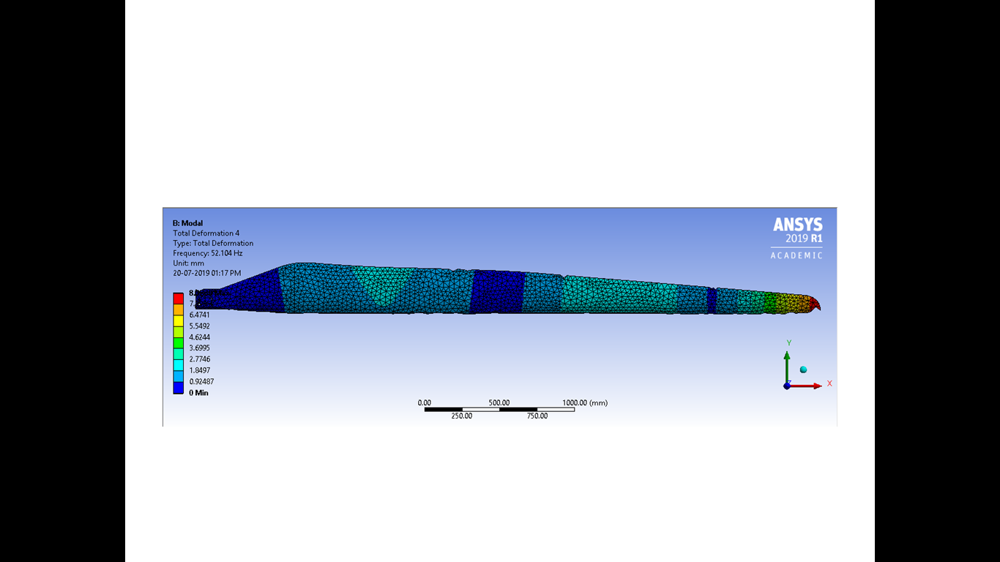 B: Modal
Total Deformation 4
Type: Total Deformation
Frequency: 52.104 Hz
Unit: mm
20-07-2019 01:17 PM
6.4741
5.5492
4.6244
3.6995
2.7746
1.8497
0.92487
0 Min
ANSYS
2019 R1
ACADEMIC
0.00 500.00 1000.00 (mm)
250.00 750.00
Y
X